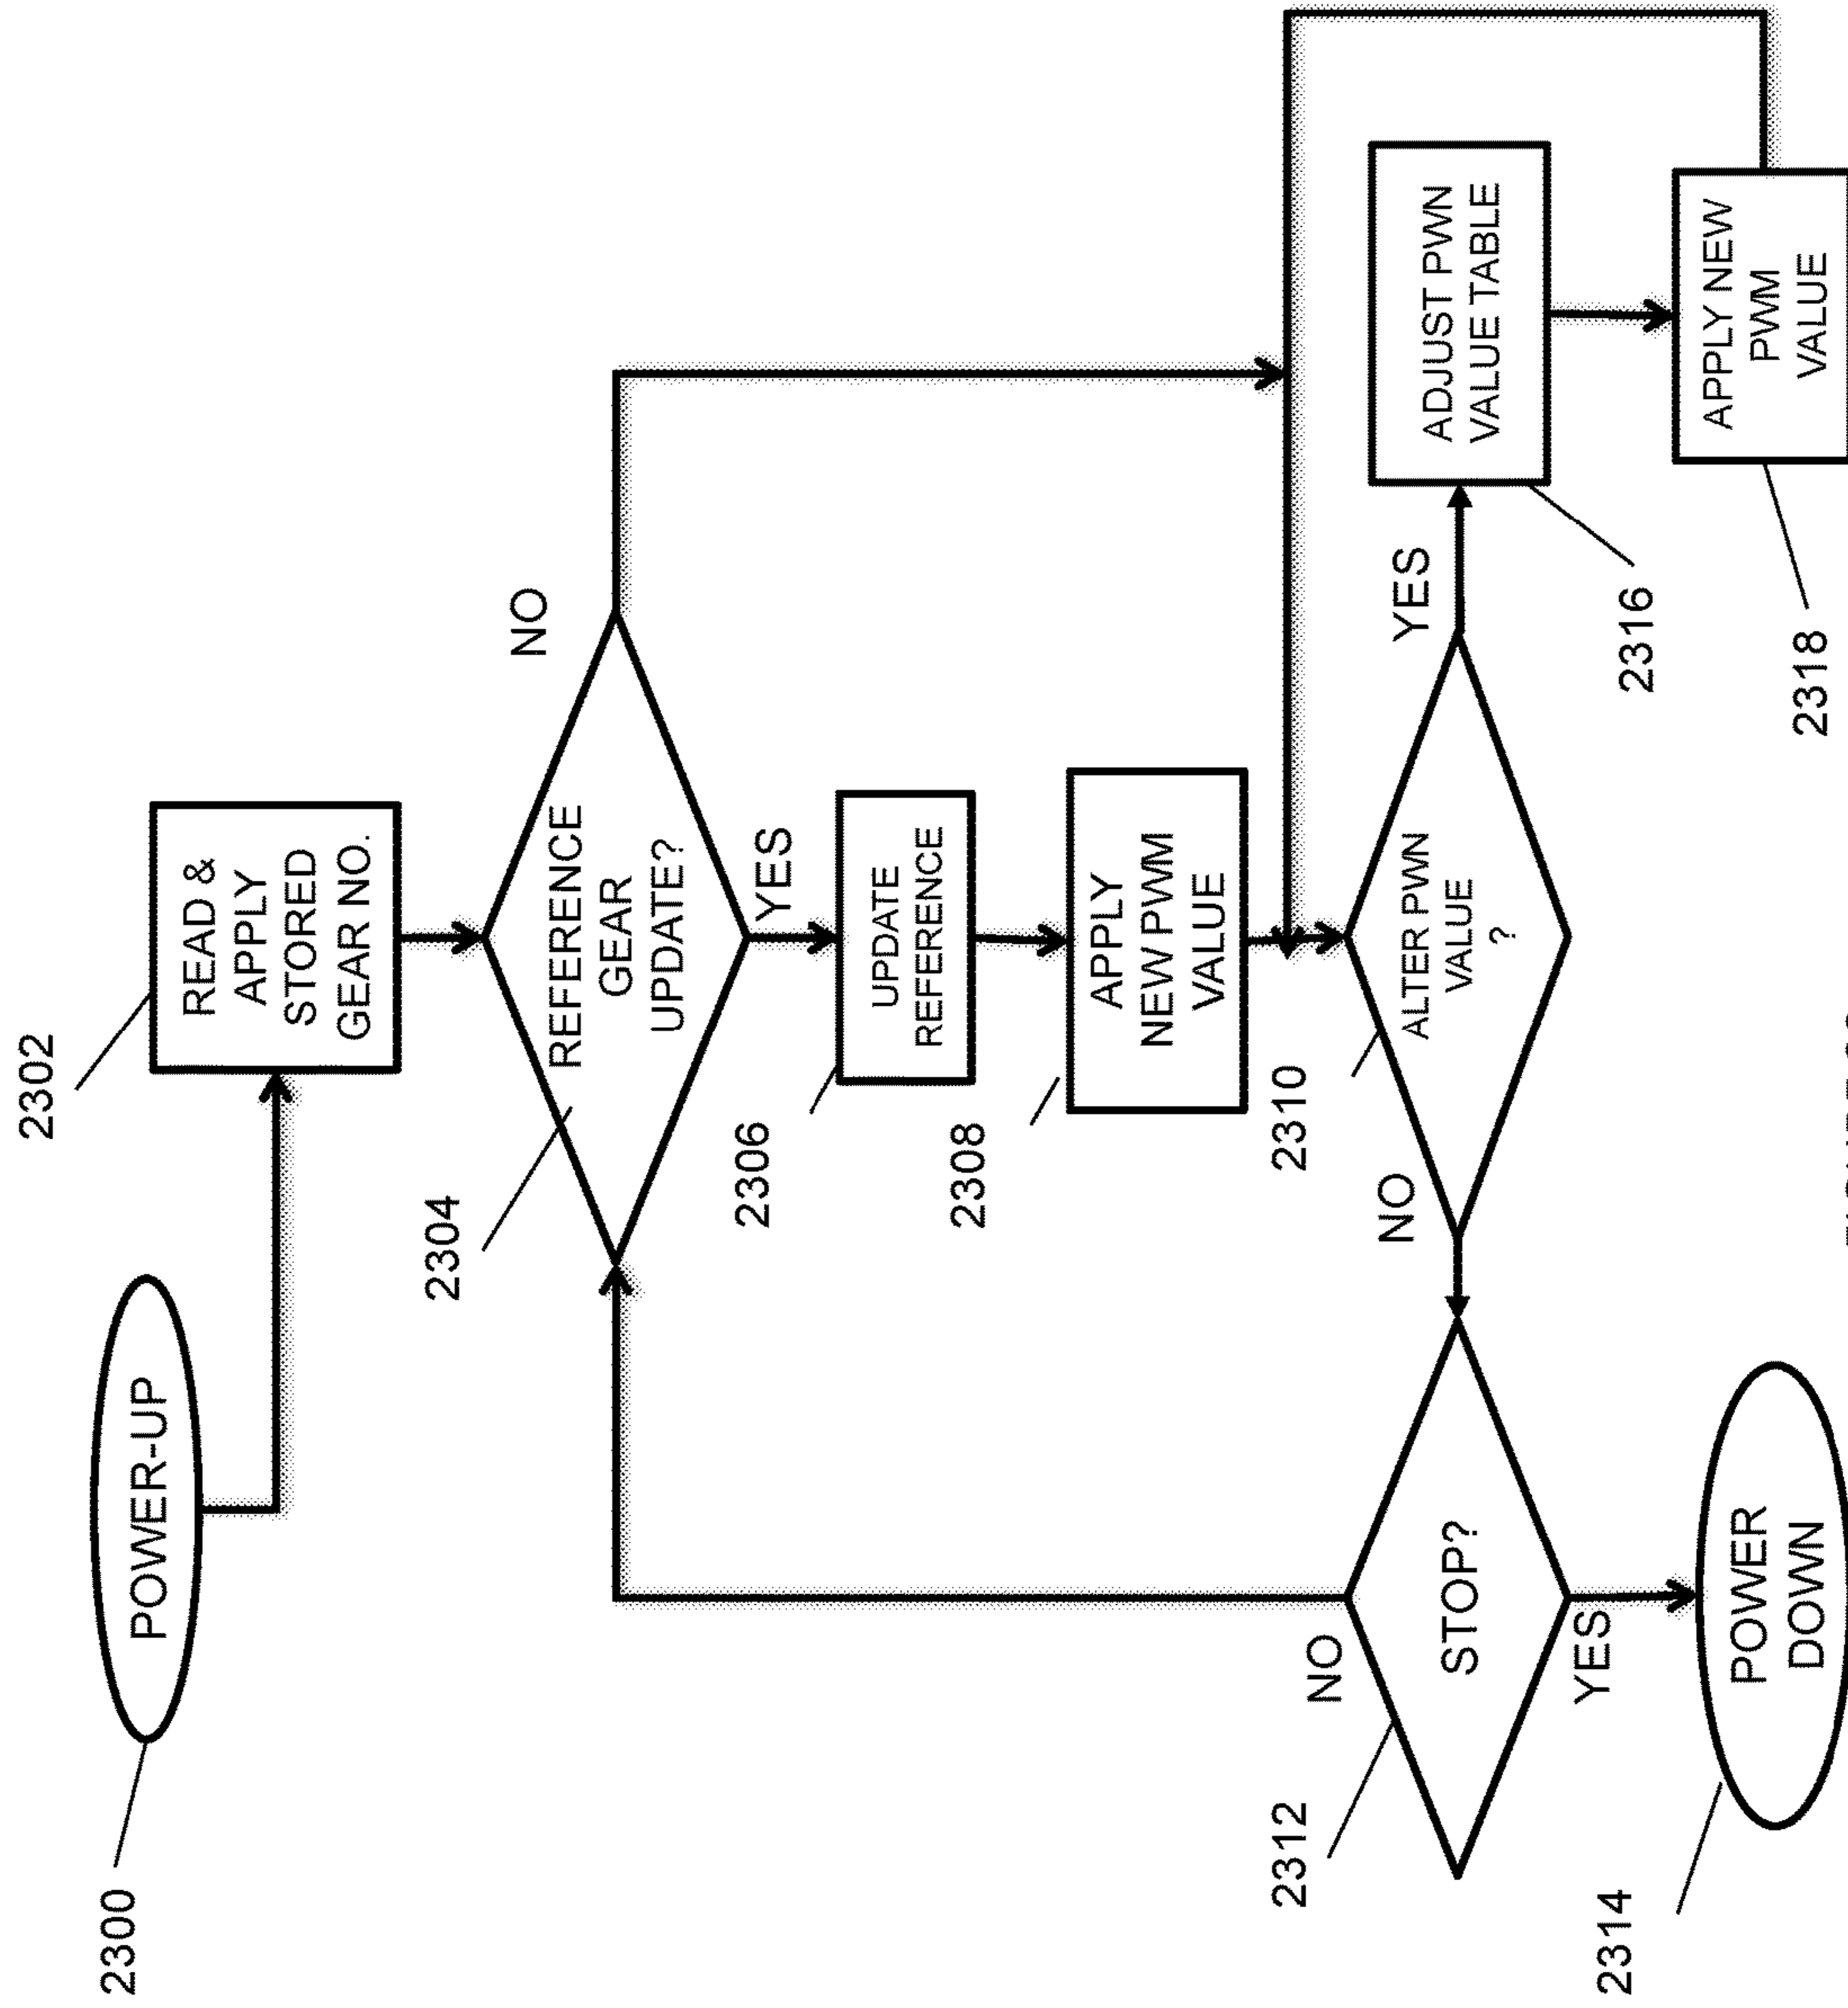 2300
POWER-UP
2302
READ &
APPLY
STORED
GEAR NO.
2304
REFERENCE
GEAR
UPDATE?
NO
YES
2306
UPDATE
REFERENCE
2308
APPLY
NEW PWM
VALUE
2310
ALTER PWN
VALUE
?
NO
YES
2312
STOP?
NO
YES
2314
POWER
DOWN
2316
ADJUST PWN
VALUE TABLE
2318
APPLY NEW
PWM
VALUE